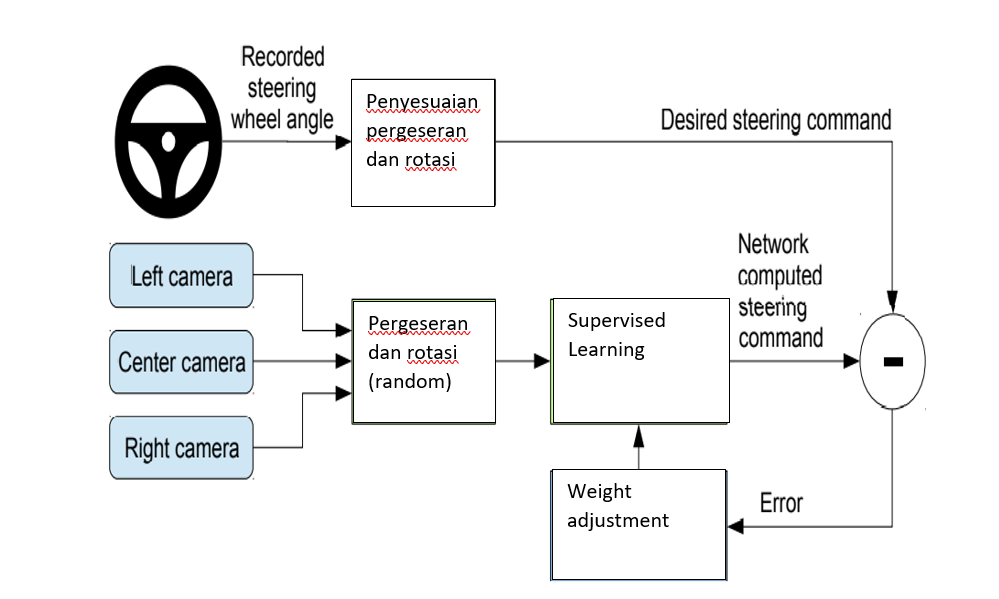 Recorded
steering
wheel angle
Penyesuaian
pergeseran
dan rotasi
Desired steering command
Left camera
Center camera
Right camera
Pergeseran
dan rotasi
(random)
Supervised
Learning
Network
computed
steering
command
-
Weight
adjustment
Error